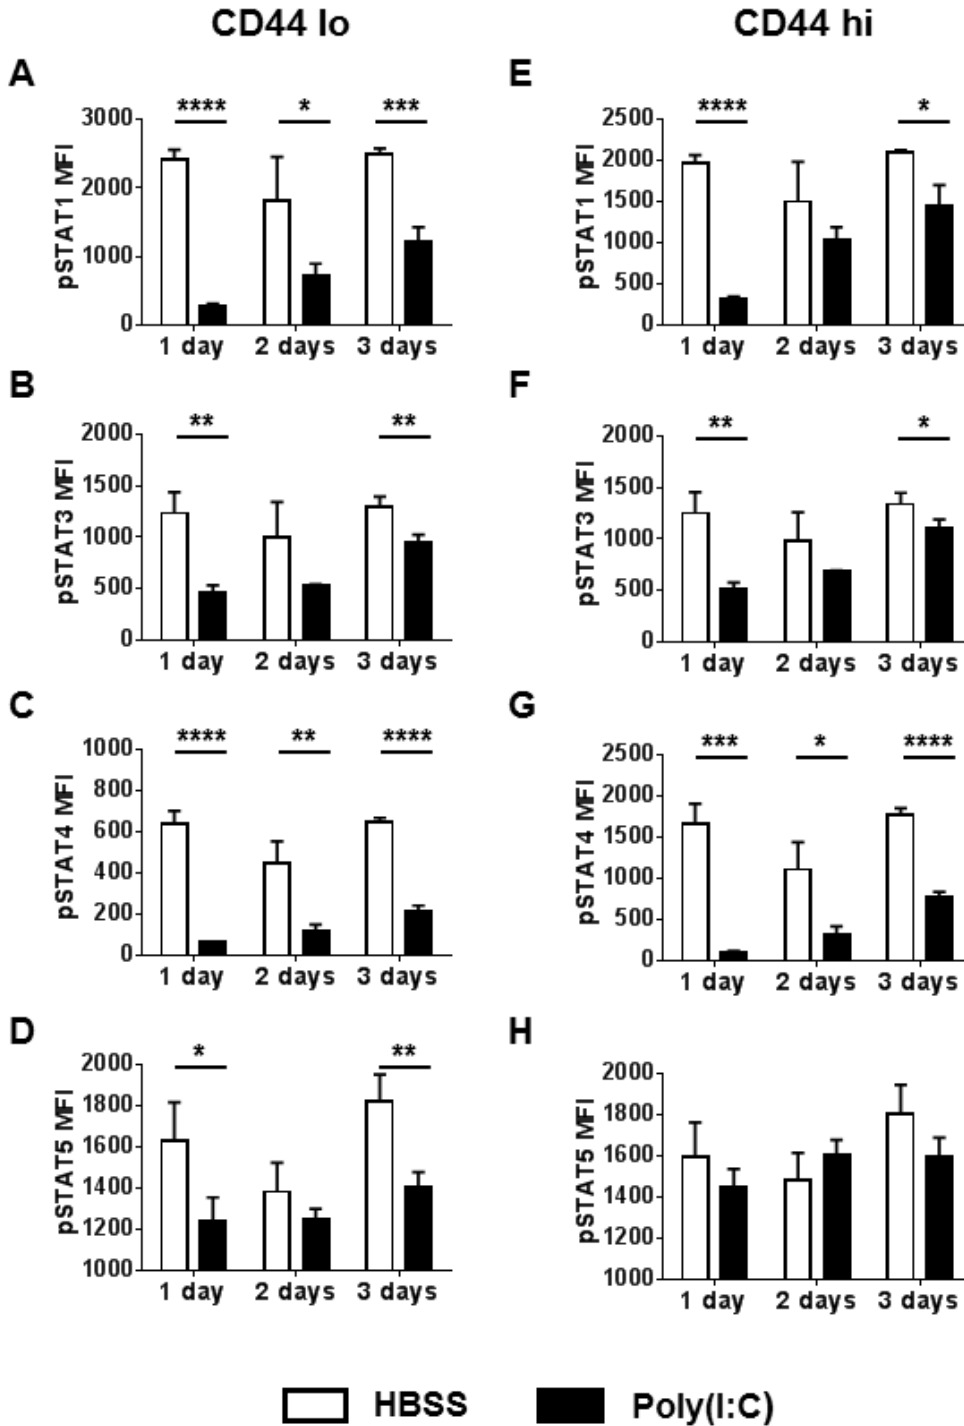 CD44 lo
CD44 hi
A
**** * ***
pSTAT1 MFI
3000
2000
1000
0
1 day 2 days 3 days
E
**** *
pSTAT1 MFI
2500
2000
1500
1000
500
0
1 day 2 days 3 days
B
** **
pSTAT3 MFI
2000
1500
1000
500
0
1 day 2 days 3 days
F
** *
pSTAT3 MFI
2000
1500
1000
500
0
1 day 2 days 3 days
C
**** ** ****
pSTAT4 MFI
1000
800
600
400
200
0
1 day 2 days 3 days
G
*** * ****
pSTAT4 MFI
2500
2000
1500
1000
500
0
1 day 2 days 3 days
D
* **
pSTAT5 MFI
2000
1800
1600
1400
1200
1000
1 day 2 days 3 days
H
pSTAT5 MFI
2000
1800
1600
1400
1200
1000
1 day 2 days 3 days
HBSS
Poly(I:C)